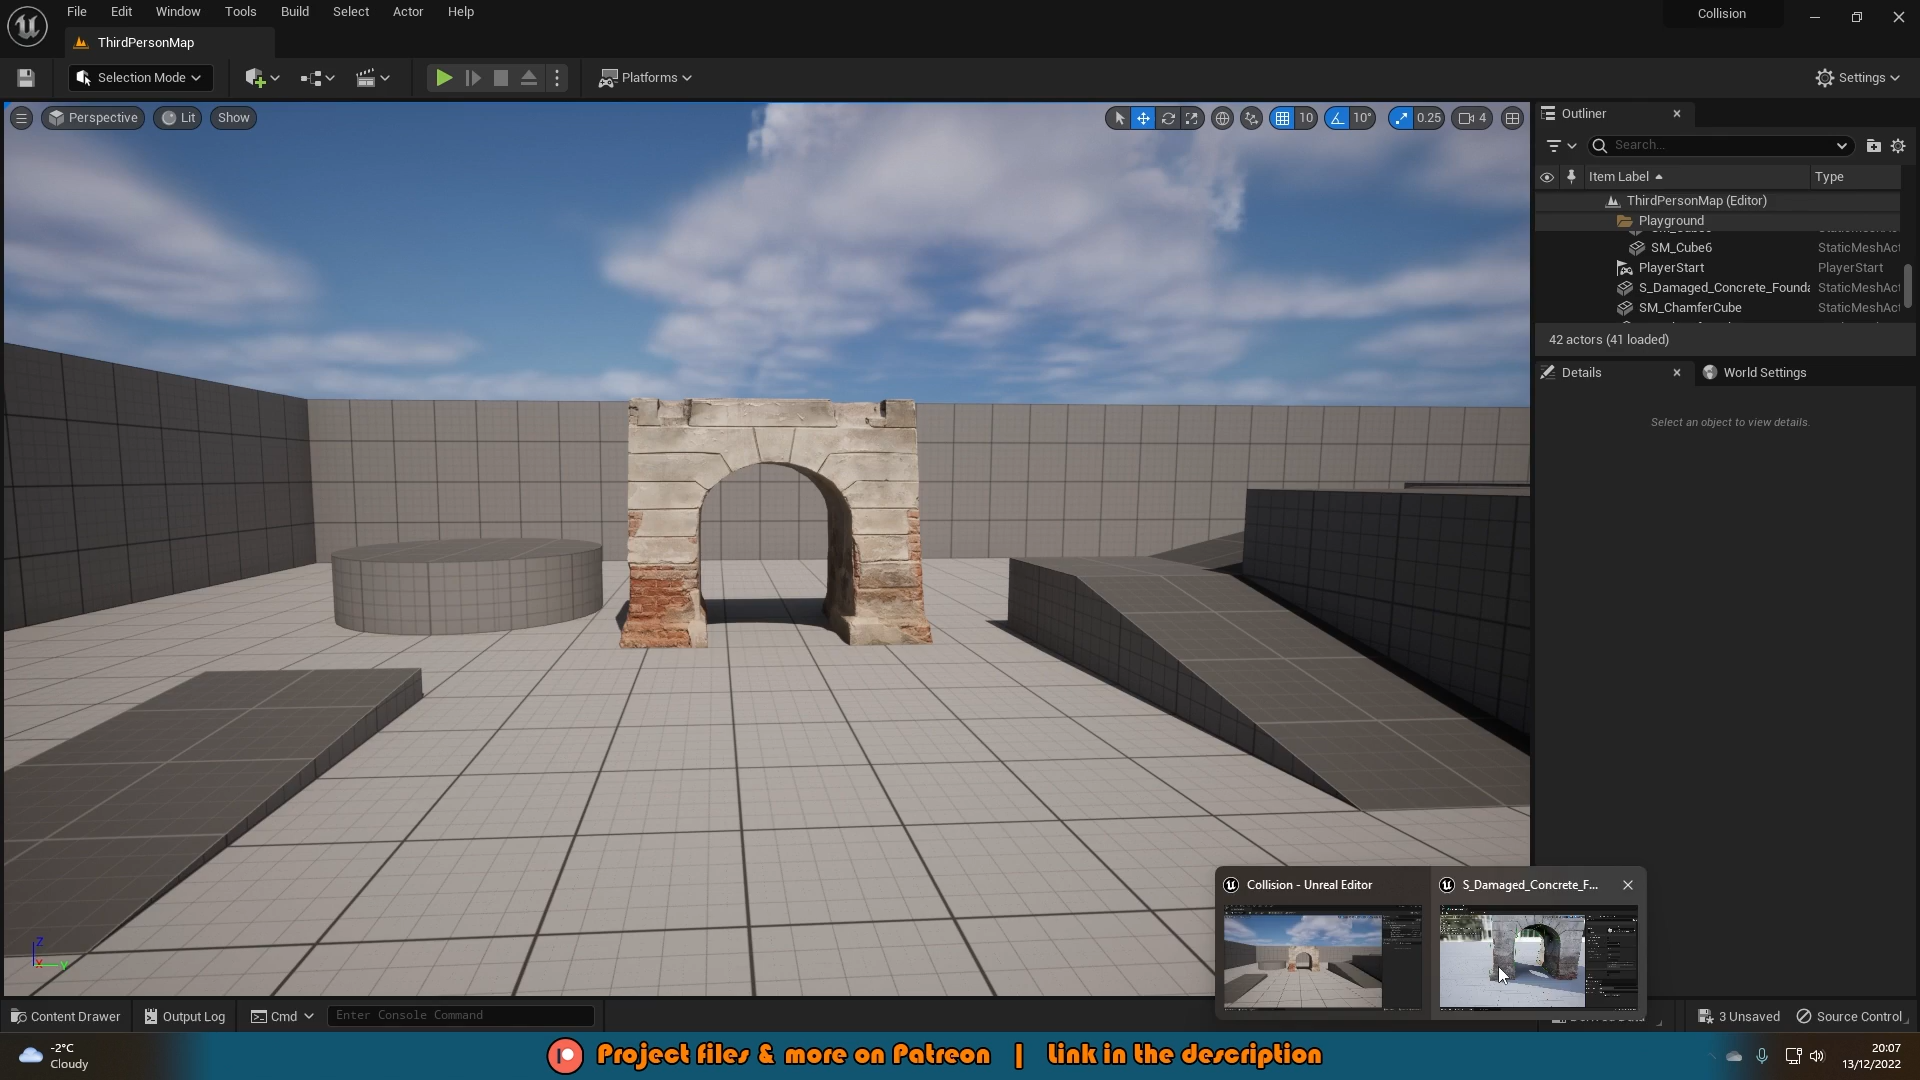 File Edit Window Tools Build Select Actor Help
Collision
ThirdPersonMap
Selection Mode
Platforms
Settings
Perspective Lit Show
10 10° 0.25 4
Outliner
Search...
Item Label Type
ThirdPersonMap (Editor)
Playground
SM_Cube6 StaticMeshAct
PlayerStart PlayerStart
S_Damaged_Concrete_Founda StaticMeshAct
SM_ChamferCube StaticMeshAct
42 actors (41 loaded)
Details World Settings
Select an object to view details.
Collision - Unreal Editor
S_Damaged_Concrete_F...
Content Drawer Output Log Cmd Enter Console Command
3 Unsaved Source Control
-2°C
Cloudy
Project files & more on Patreon | Link in the description
20:07
13/12/2022